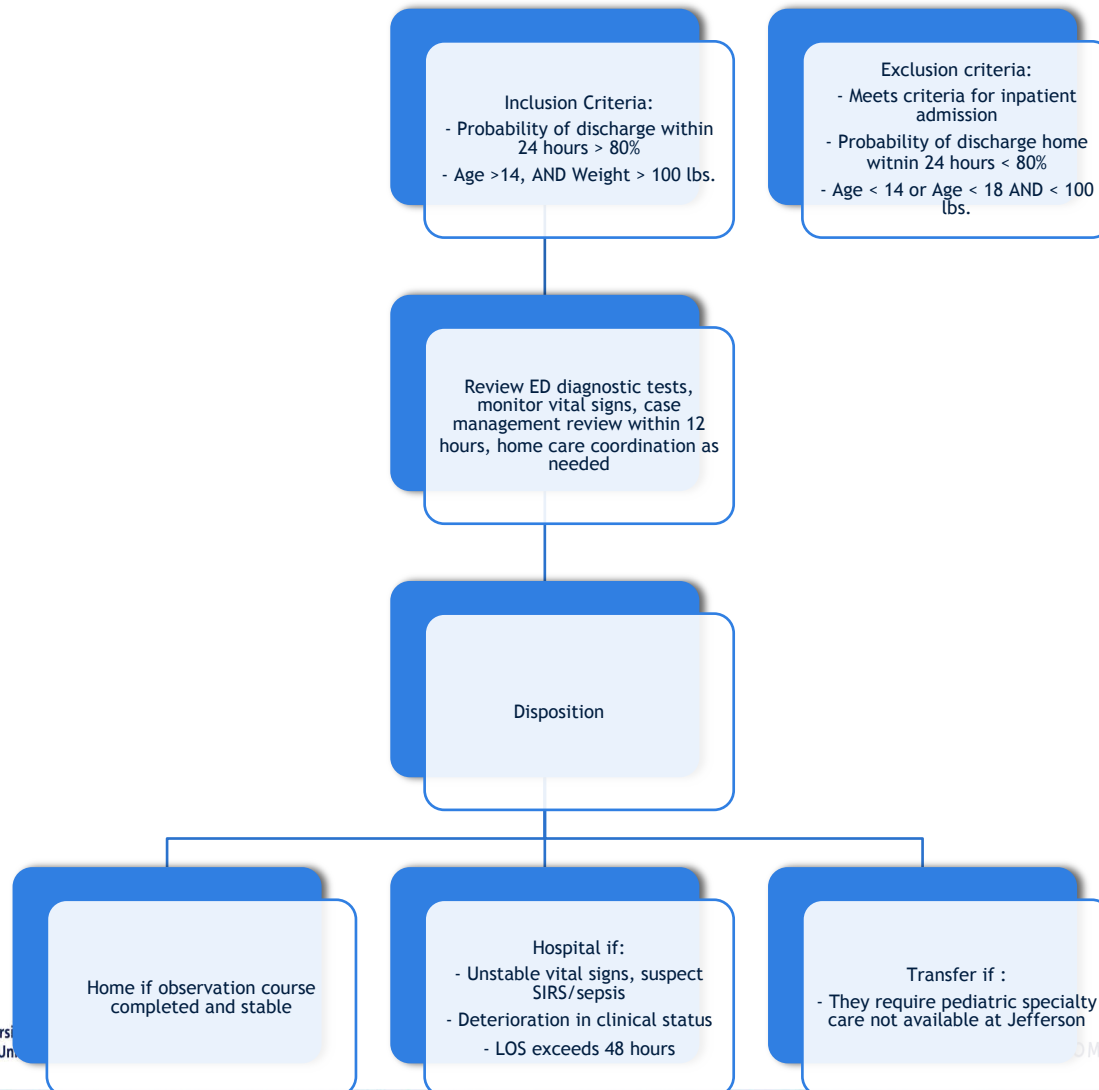 Inclusion Criteria:
- Probability of discharge within
24 hours > 80%
- Age >14, AND Weight > 100 lbs.
Exclusion criteria:
- Meets criteria for inpatient
admission
- Probability of discharge home
witnin 24 hours < 80%
- Age < 14 or Age < 18 AND < 100
lbs.
Review ED diagnostic tests,
monitor vital signs, case
management review within 12
hours, home care coordination as
needed
Disposition
Home if observation course
completed and stable
Hospital if:
- Unstable vital signs, suspect
SIRS/sepsis
- Deterioration in clinical status
- LOS exceeds 48 hours
Transfer if :
- They require pediatric specialty
care not available at Jefferson